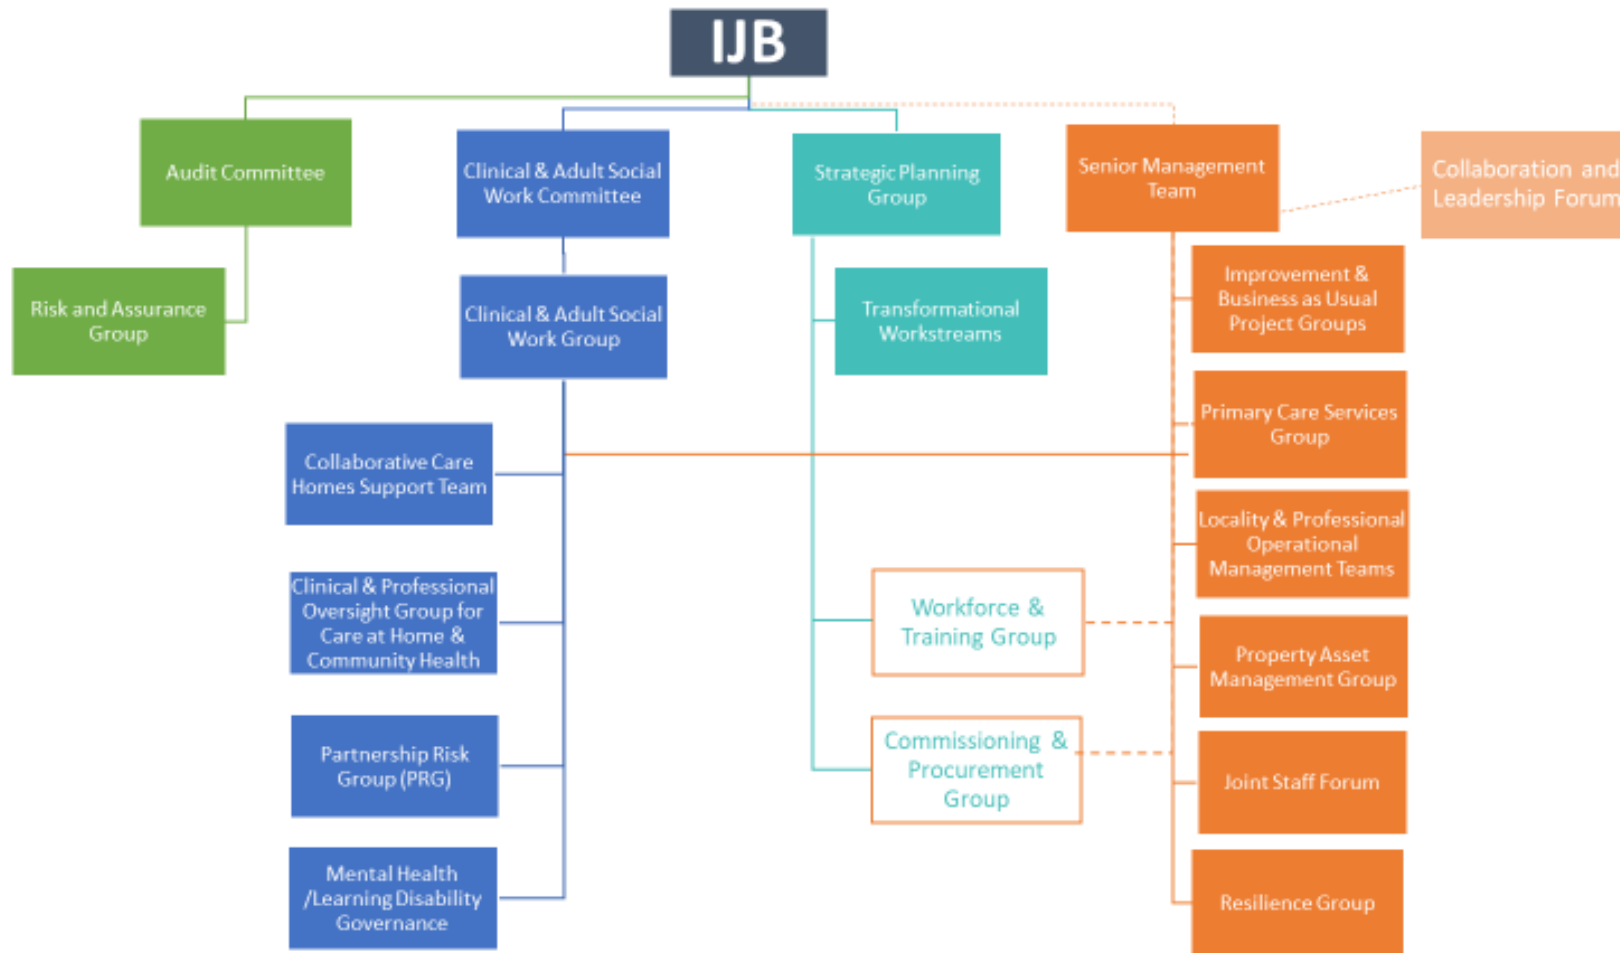 IJB
Audit Committee
Risk and Assurance
Group
Clinical & Adult Social
Work Committee
Clinical & Adult Social
Work Group
Collaborative Care
Homes Support Team
Clinical & Professional
Oversight Group for
Care at Home &
Community Health
Partnership Risk
Group (PRG)
Mental Health
/Learning Disability
Governance
Strategic Planning
Group
Transformational
Workstreams
Workforce &
Training Group
Commissioning &
Procurement
Group
Senior Management
Team
Collaboration and
Leadership Forum
Improvement &
Business as Usual
Project Groups
Primary Care Services
Group
Locality & Professional
Operational
Management Teams
Property Asset
Management Group
Joint Staff Forum
Resilience Group